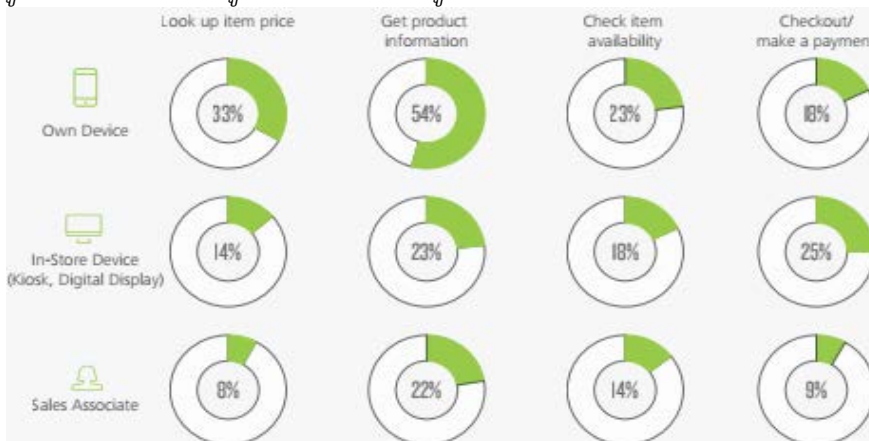 Look up item price
Get product
information
Check item
availability
Checkout/
make a paymen
Own Device
33%
54%
23%
18%
In-Store Device
(Kiosk, Digital Display)
14%
23%
18%
25%
Sales Associate
8%
22%
14%
9%